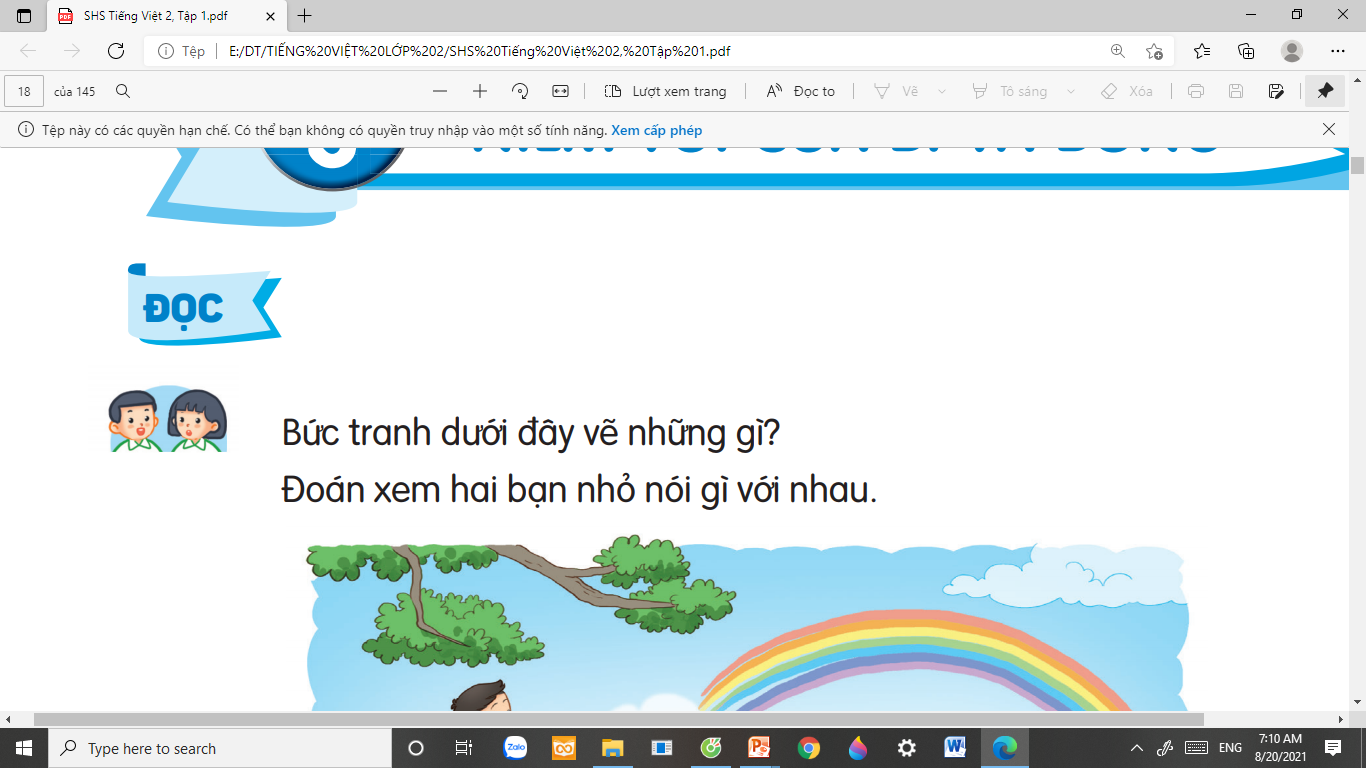 SHS Tiếng Việt 2, Tập 1.pdf
Tệp E:/DT/TIẾNG%20VIỆT%20LỚP%202/SHS%20Tiếng%20Việt%202,%20Tập%201.pdf
18 của 145 Lượt xem trang Đọc to Vẽ Tô sáng Xóa
Tệp này có các quyền hạn chế. Có thể bạn không có quyền truy nhập vào một số tính năng. Xem cấp phép
ĐỌC
Bức tranh dưới đây vẽ những gì?
Đoán xem hai bạn nhỏ nói gì với nhau.
Type here to search Zalo ENG 7:10 AM
8/20/2021